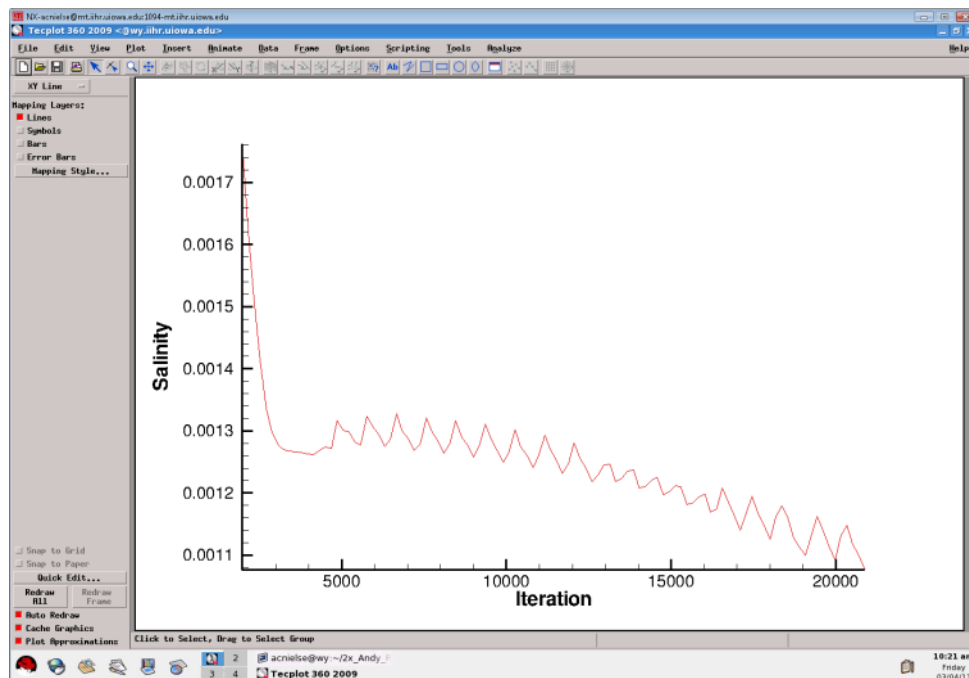 NX-acnielse@mt.iihr.uiowa.edu:1094-mt.iihr.uiowa.edu
Tecplot 360 2009 <@wy.iihr.uiowa.edu>
File Edit View Plot Insert Animate Data Frame Options Scripting Tools Analyze Help
XY Line
Mapping Layers:
Lines
Symbols
Bars
Error Bars
Mapping Style...
Snap to Grid
Snap to Paper
Quick Edit...
Redraw All
Redraw Frame
Auto Redraw
Cache Graphics
Plot Approximations
Salinity
0.0017
0.0016
0.0015
0.0014
0.0013
0.0012
0.0011
5000 10000 15000 20000
Iteration
Click to Select, Drag to Select Group
2
3 4
acnielse@wy:~/2x_Andy_
Tecplot 360 2009
10:21 am
Friday